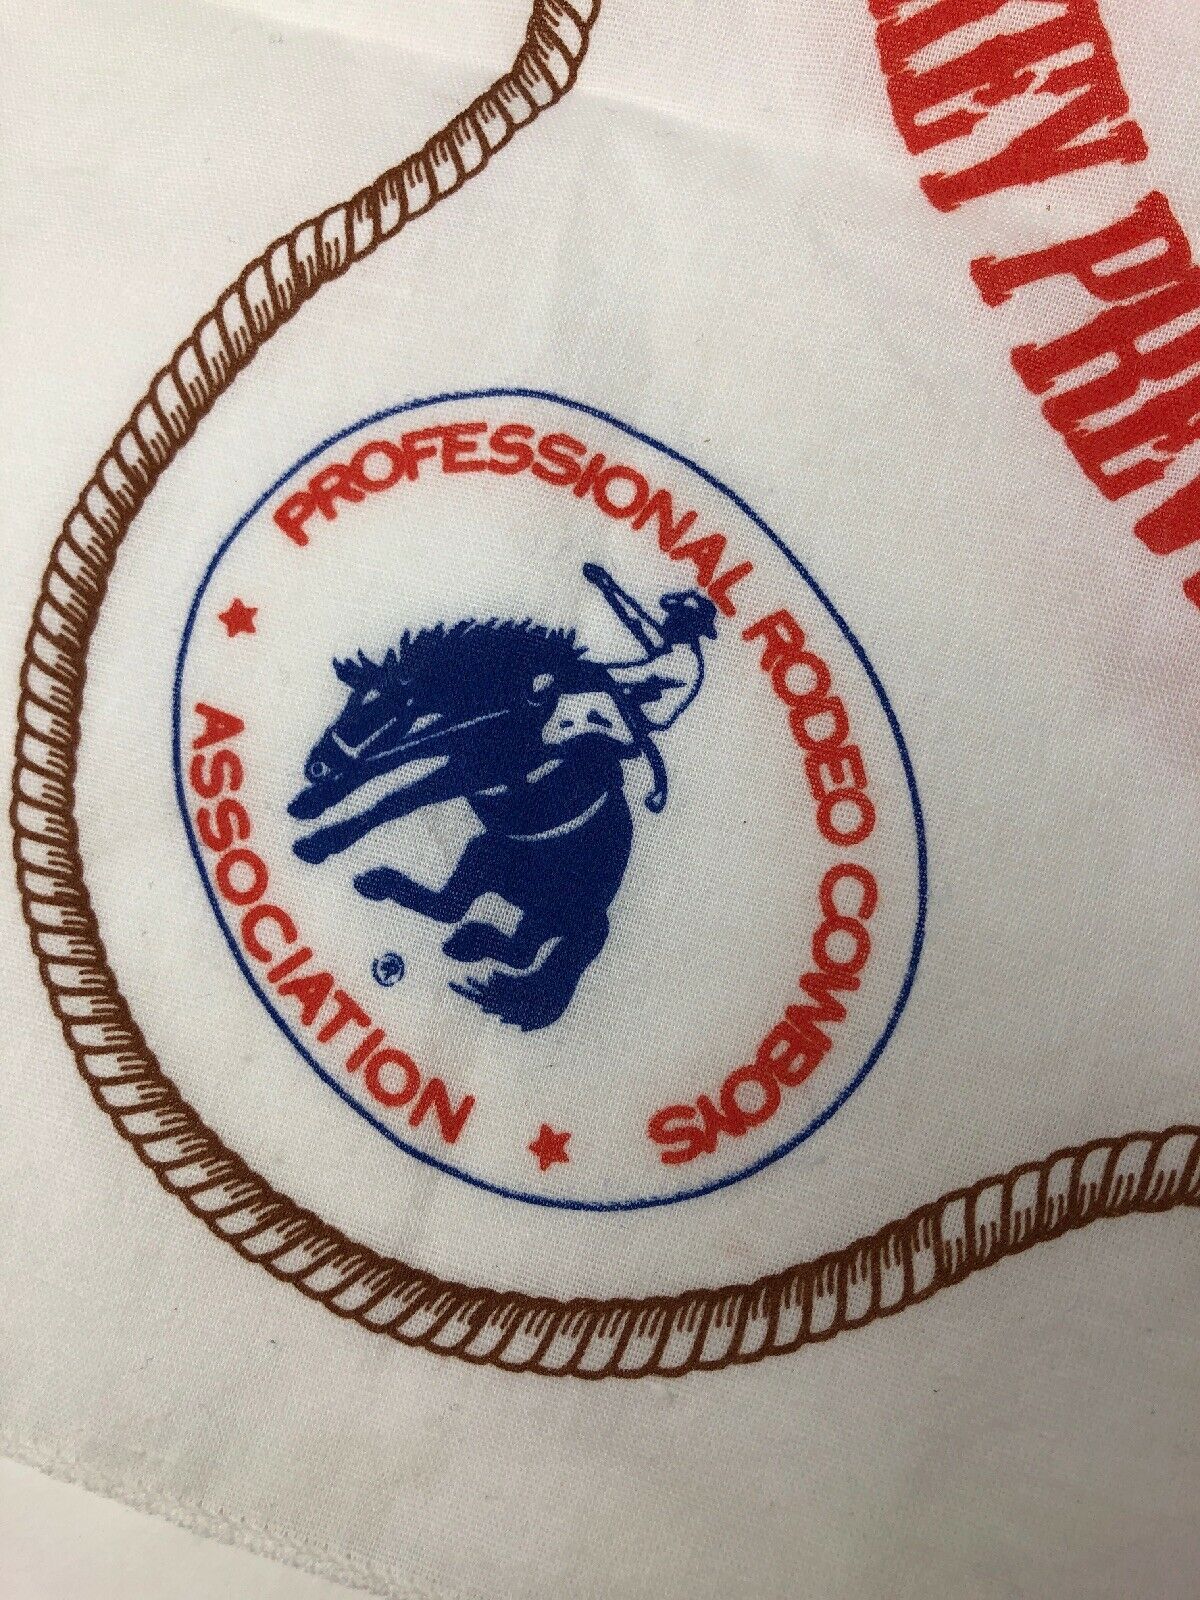 PROFESSIONAL RODEO COWBOYS
ASSOCIATION
®